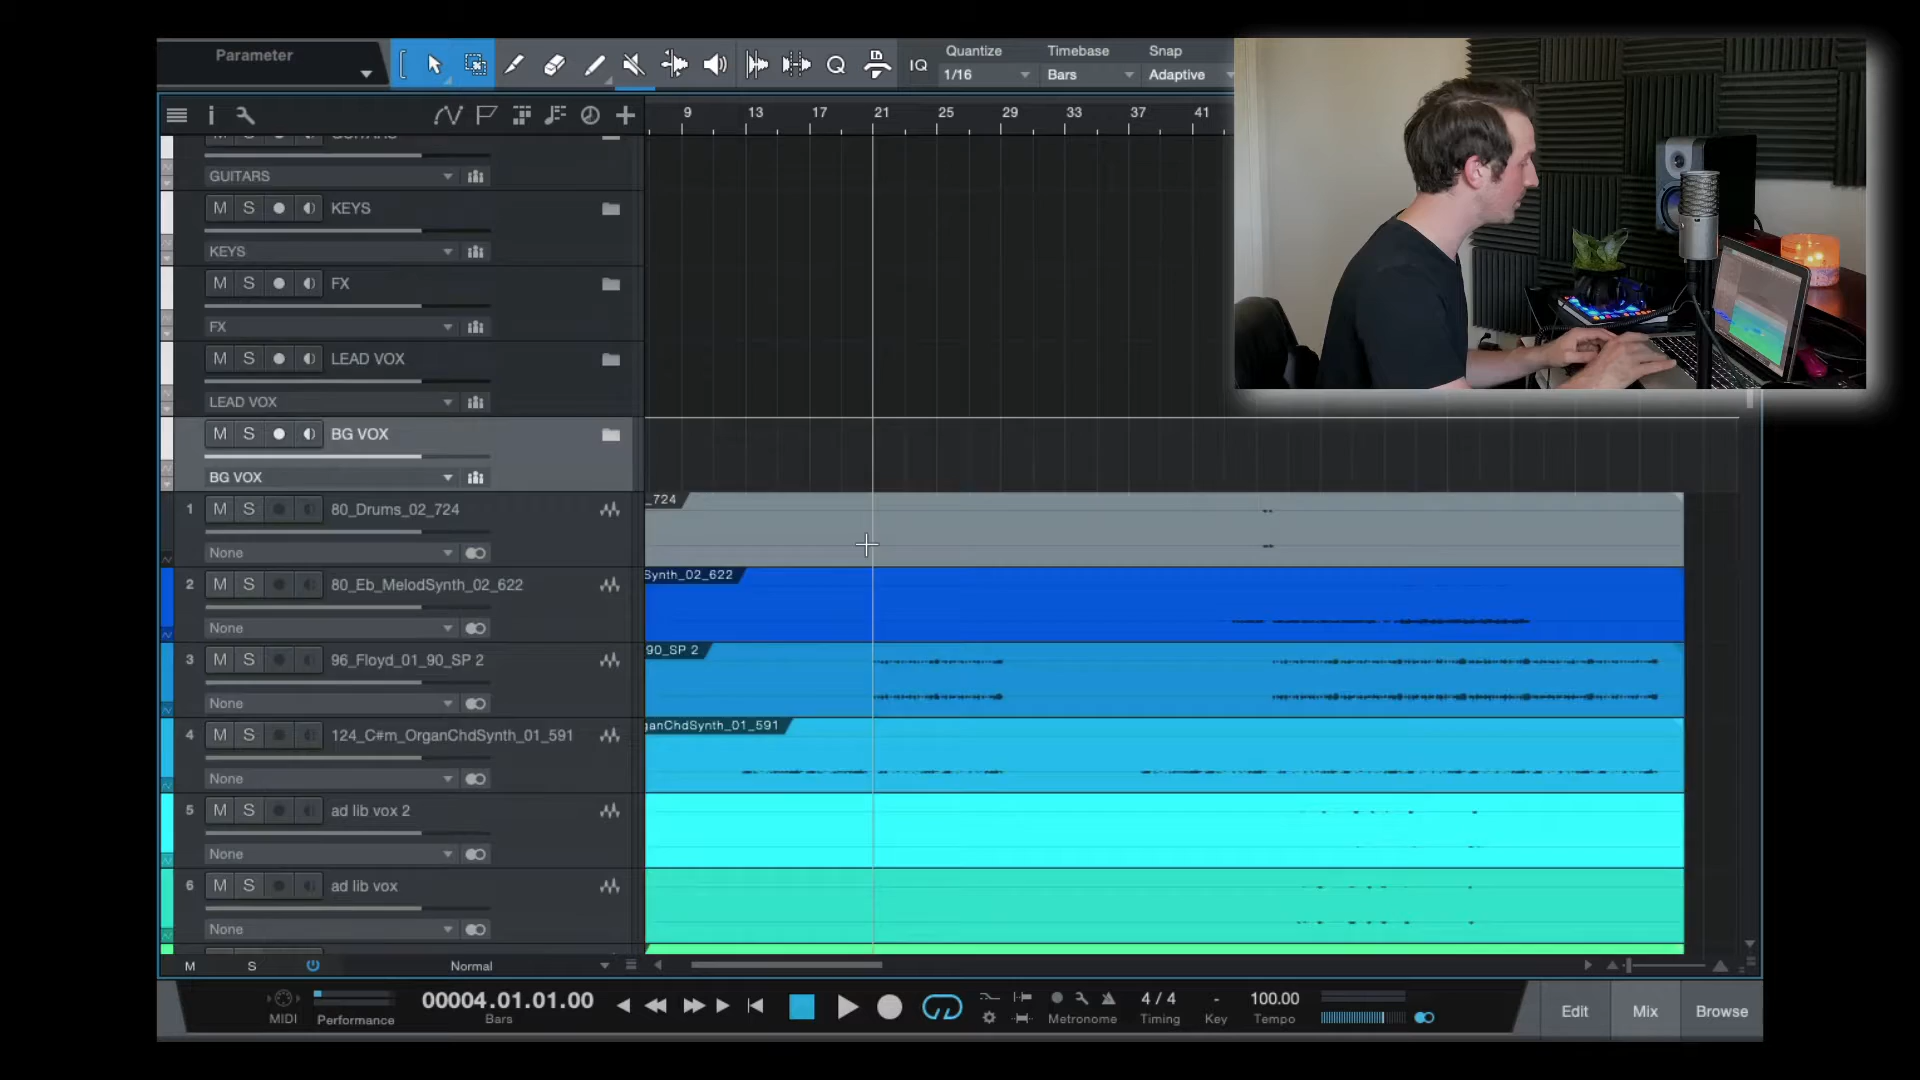 Parameter
Quantize
Timebase
Snap
IQ
1/16
Bars
Adaptive
9
13
17
21
25
29
33
37
41
GUITARS
M S KEYS
KEYS
M S FX
FX
M S LEAD VOX
LEAD VOX
M S BG VOX
BG VOX
1 M S 80_Drums_02_724
None
_724
2 M S 80_Eb_MelodSynth_02_622
None
Synth_02_622
3 M S 96_Floyd_01_90_SP 2
None
90_SP 2
4 M S 124_C#m_OrganChdSynth_01_591
None
ganChdSynth_01_591
5 M S ad lib vox 2
None
6 M S ad lib vox
None
M S Normal
MIDI
Performance
00004.01.01.00
Bars
Metronome
4 / 4
Timing
-
Key
100.00
Tempo
Edit
Mix
Browse